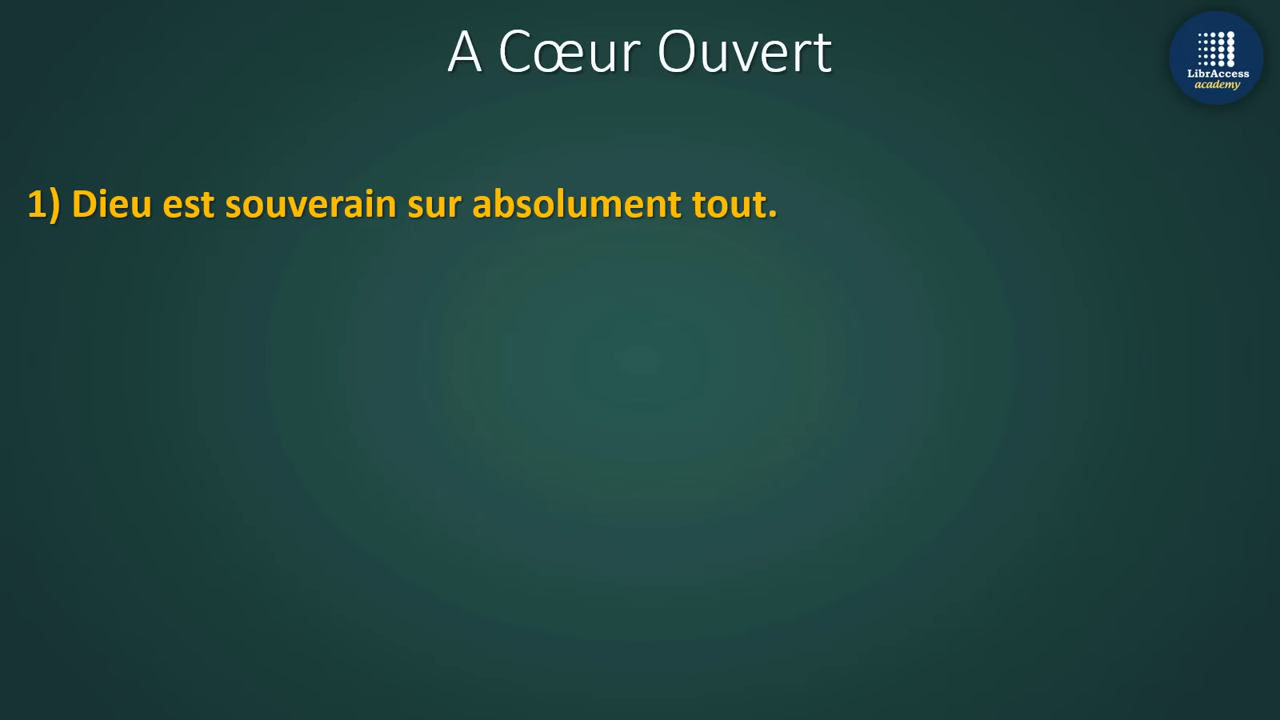 A Cœur Ouvert
LibrAccess
academy
1) Dieu est souverain sur absolument tout.